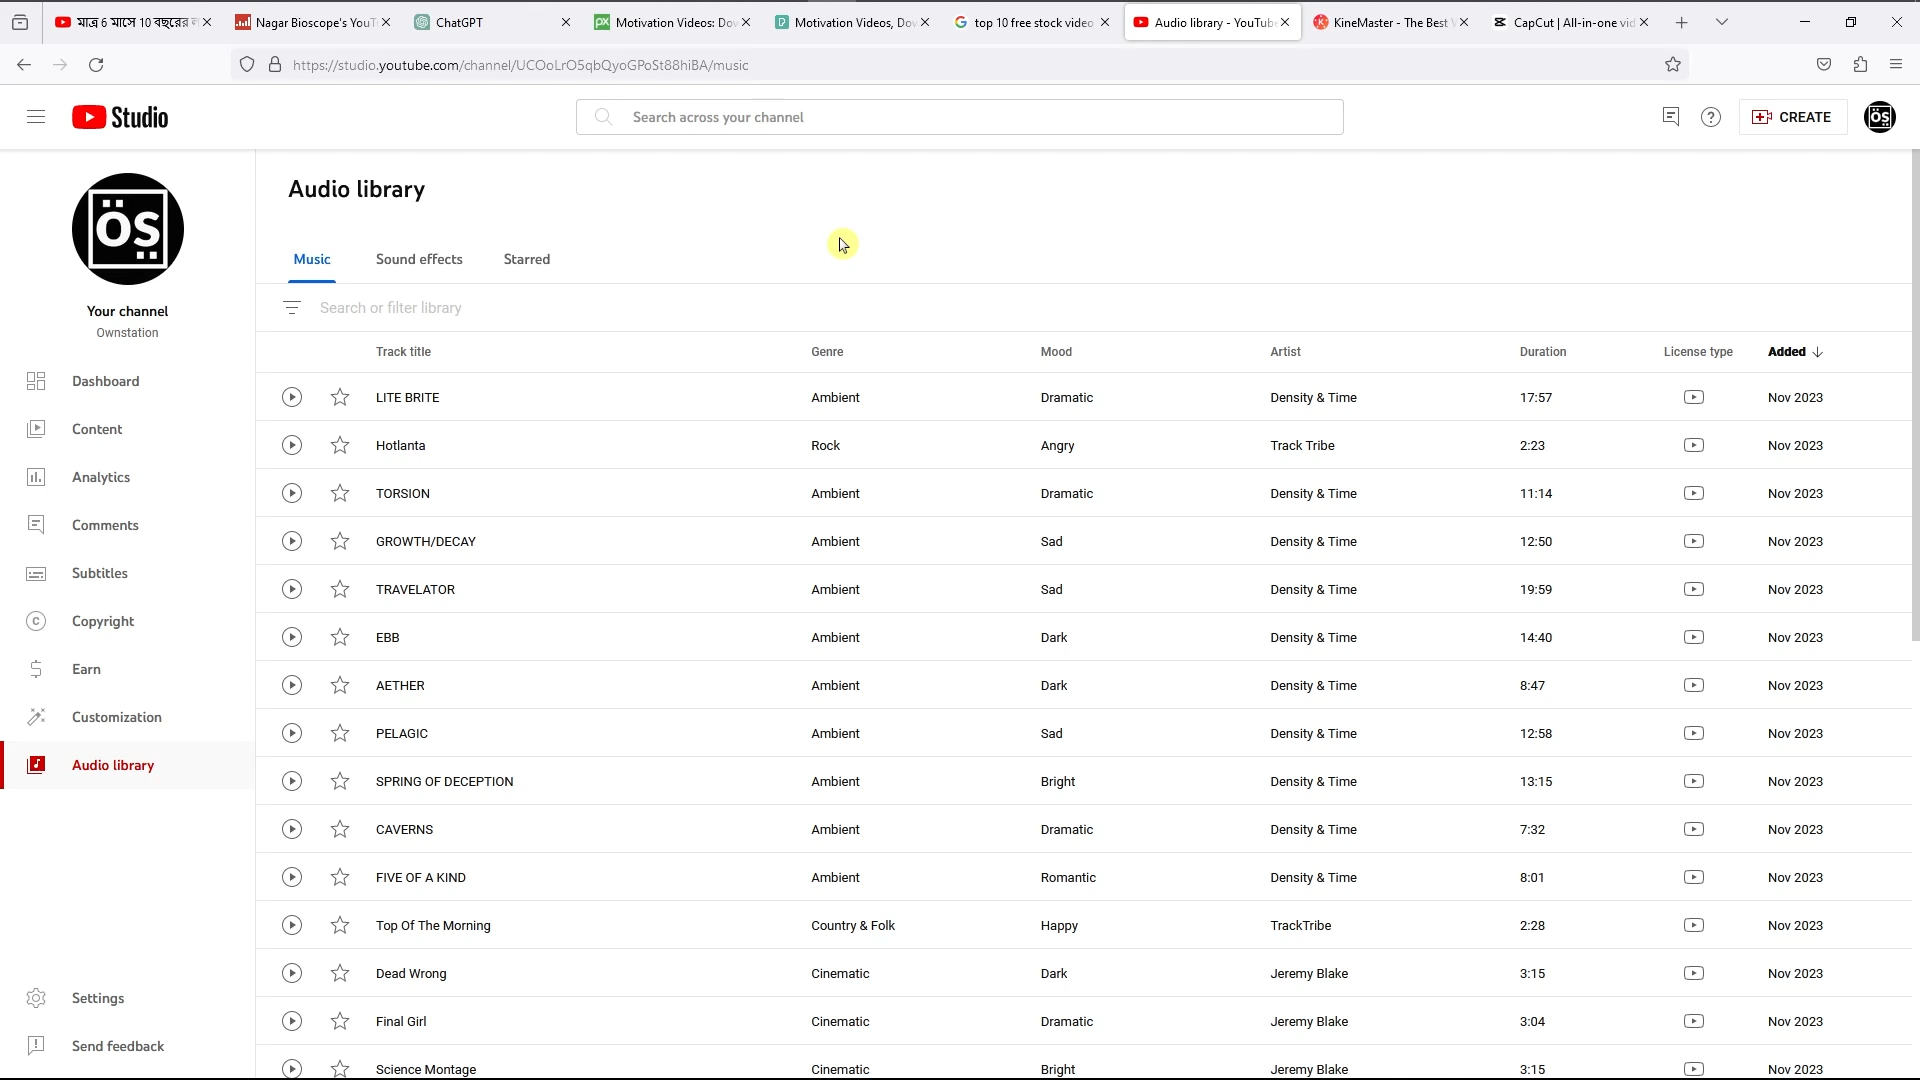 মাত্র 6 মাসে 10 বছরের
Nagar Bioscope's YouT
ChatGPT
Motivation Videos: Dow
Motivation Videos, Dow
top 10 free stock video
Audio library - YouTube
KineMaster - The Best V
CapCut | All-in-one vid
https://studio.youtube.com/channel/UCOoLrO5qbQyoGPoSt88hiBA/music
Studio
Search across your channel
CREATE
ÖS
ÖS
Your channel
Ownstation
Dashboard
Content
Analytics
Comments
Subtitles
Copyright
Earn
Customization
Audio library
Settings
Send feedback
Audio library
Music Sound effects Starred
Search or filter library
Track title Genre Mood Artist Duration License type Added
LITE BRITE Ambient Dramatic Density & Time 17:57 Nov 2023
Hotlanta Rock Angry Track Tribe 2:23 Nov 2023
TORSION Ambient Dramatic Density & Time 11:14 Nov 2023
GROWTH/DECAY Ambient Sad Density & Time 12:50 Nov 2023
TRAVELATOR Ambient Sad Density & Time 19:59 Nov 2023
EBB Ambient Dark Density & Time 14:40 Nov 2023
AETHER Ambient Dark Density & Time 8:47 Nov 2023
PELAGIC Ambient Sad Density & Time 12:58 Nov 2023
SPRING OF DECEPTION Ambient Bright Density & Time 13:15 Nov 2023
CAVERNS Ambient Dramatic Density & Time 7:32 Nov 2023
FIVE OF A KIND Ambient Romantic Density & Time 8:01 Nov 2023
Top Of The Morning Country & Folk Happy TrackTribe 2:28 Nov 2023
Dead Wrong Cinematic Dark Jeremy Blake 3:15 Nov 2023
Final Girl Cinematic Dramatic Jeremy Blake 3:04 Nov 2023
Science Montage Cinematic Bright Jeremy Blake 3:15 Nov 2023